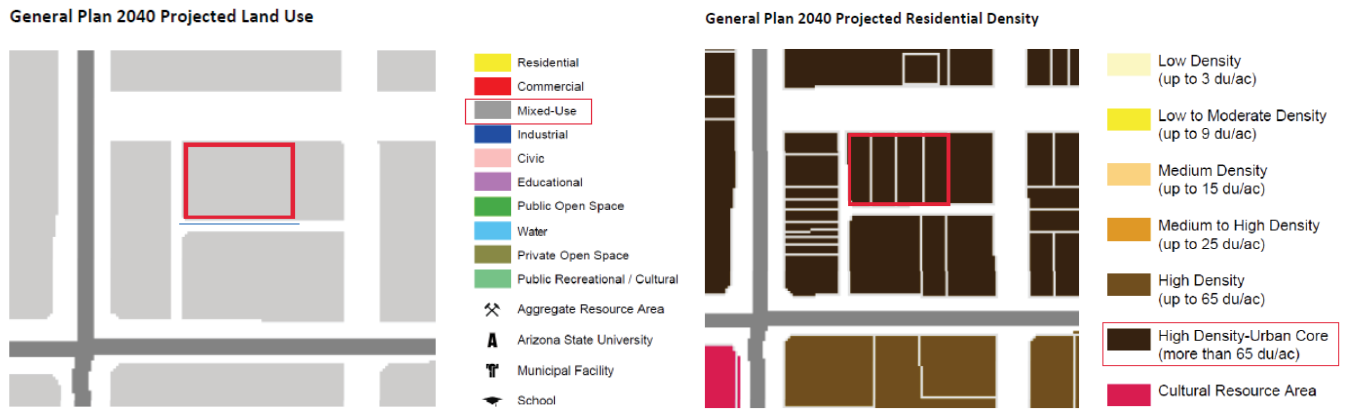 General Plan 2040 Projected Land Use
Residential
Commercial
Mixed-Use
Industrial
Civic
Educational
Public Open Space
Water
Private Open Space
Public Recreational / Cultural
Aggregate Resource Area
Arizona State University
Municipal Facility
School
General Plan 2040 Projected Residential Density
Low Density
(up to 3 du/ac)
Low to Moderate Density
(up to 9 du/ac)
Medium Density
(up to 15 du/ac)
Medium to High Density
(up to 25 du/ac)
High Density
(up to 65 du/ac)
High Density-Urban Core
(more than 65 du/ac)
Cultural Resource Area